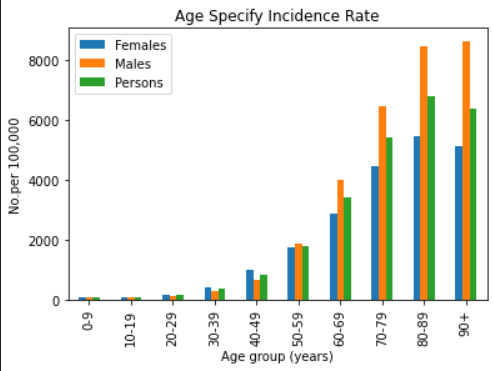 Age Specify Incidence Rate
Females
Males
Persons
No.per 100,000
8000
6000
4000
2000
0
0-9
10-19
20-29
30-39
40-49
50-59
60-69
70-79
80-89
90+
Age group (years)